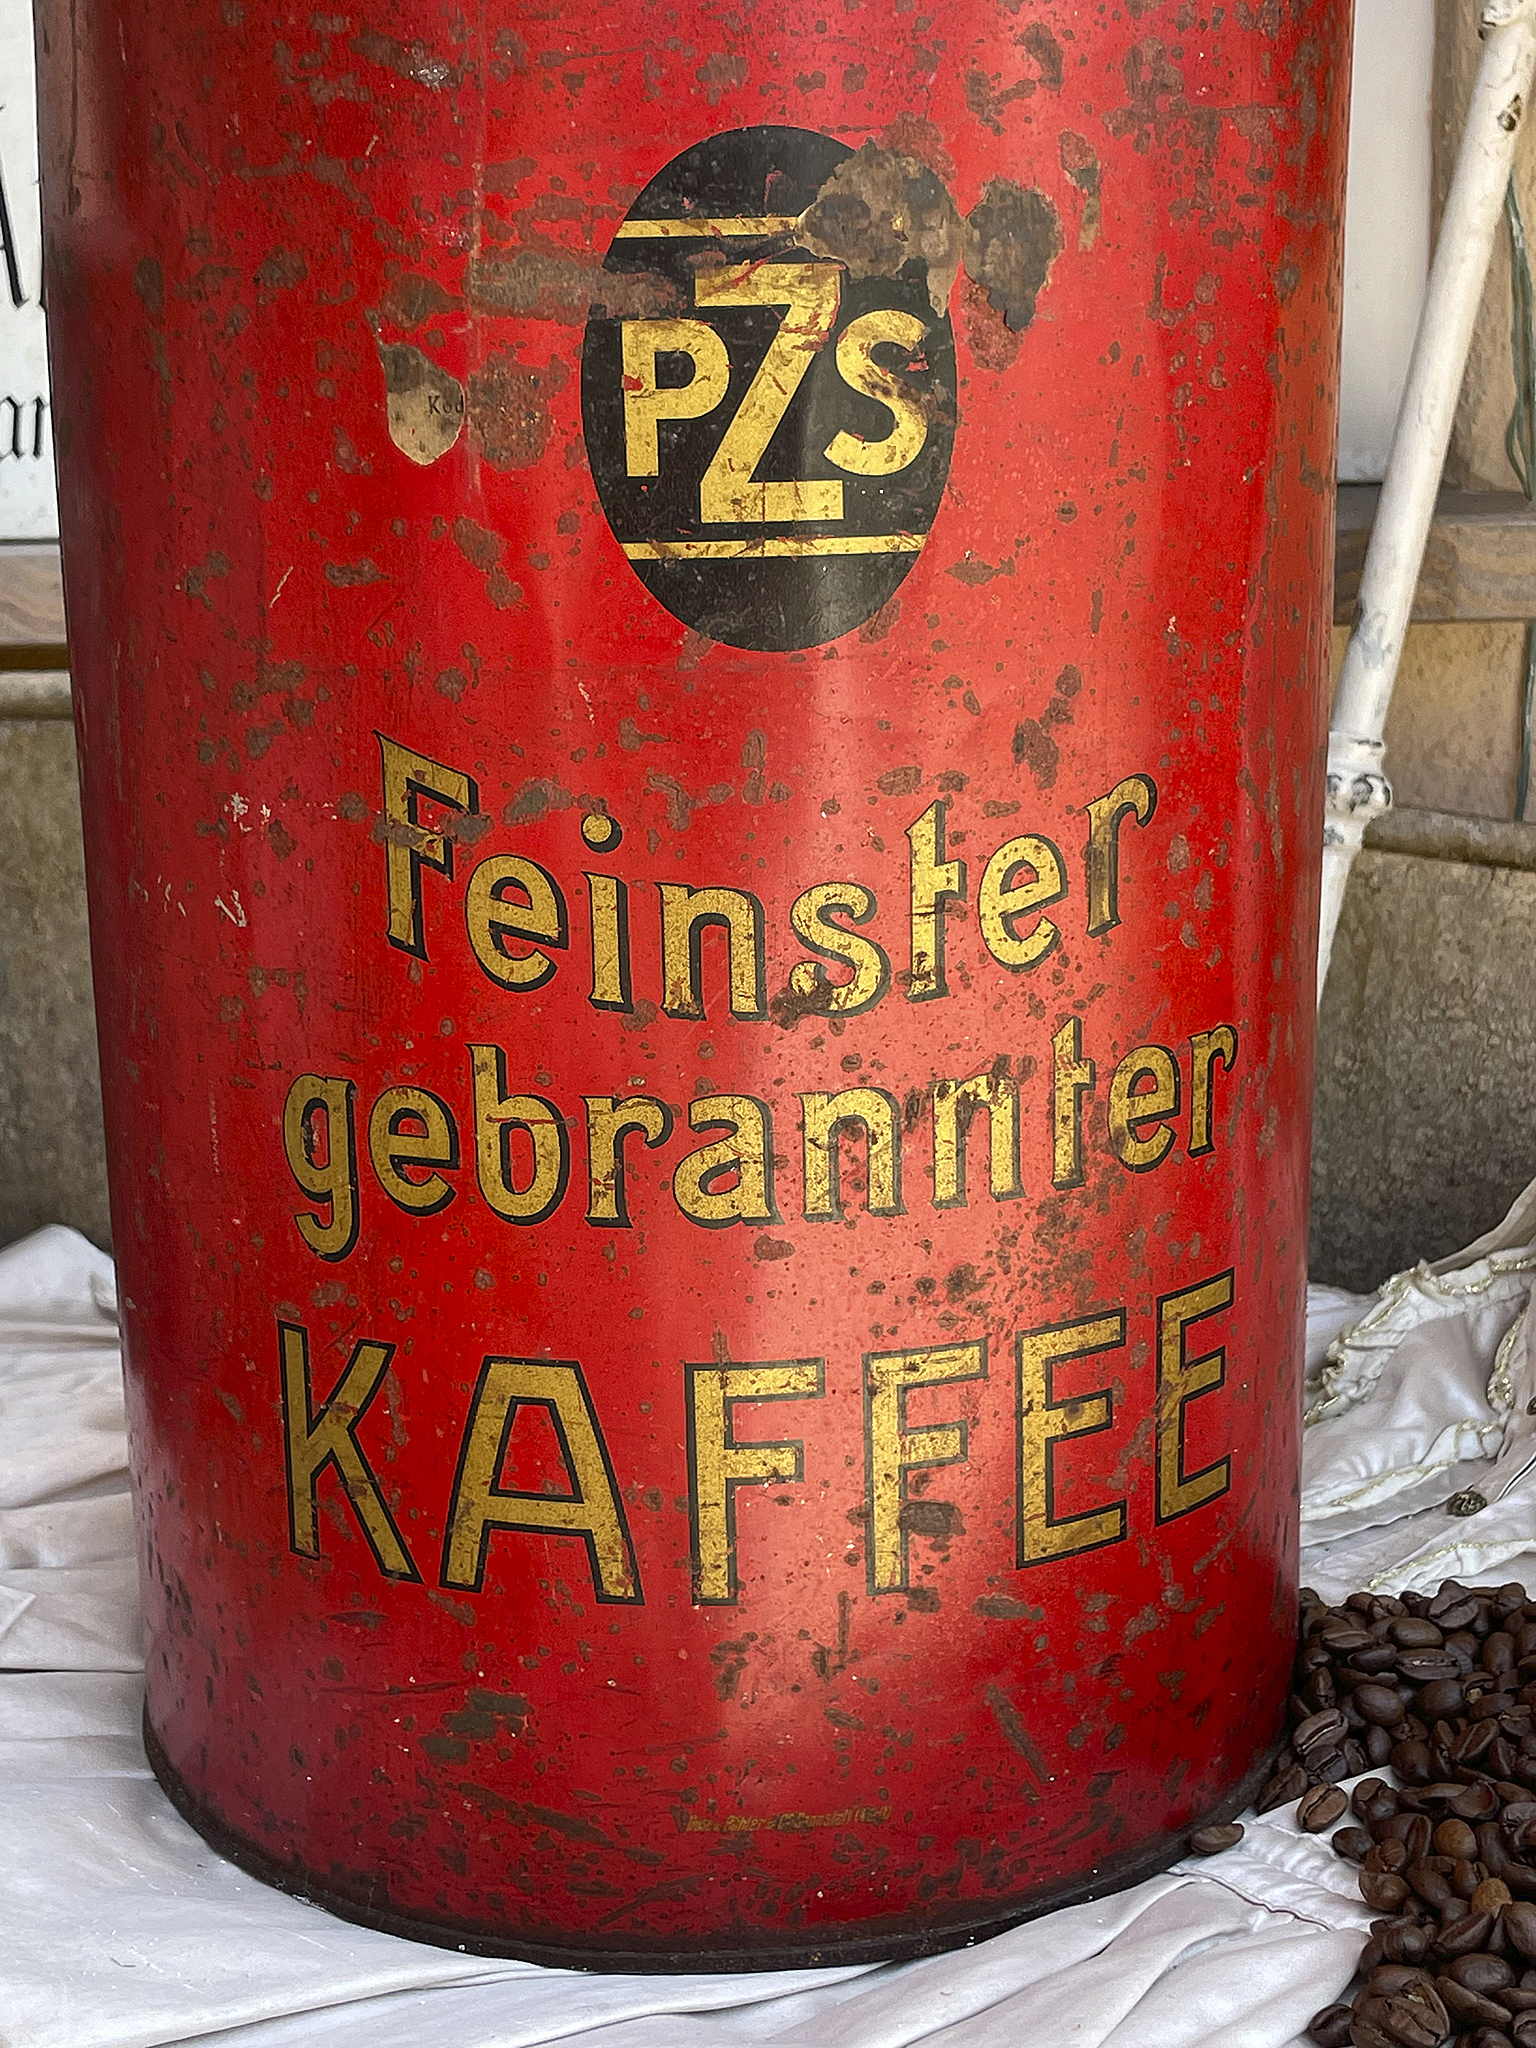 PZS
Feinster
gebrannter
KAFFEE